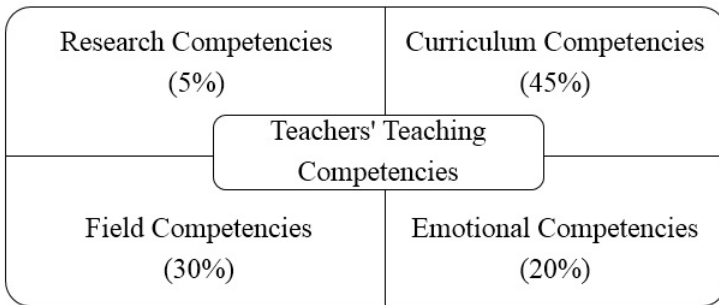 Research Competencies
(5%)
Curriculum Competencies
(45%)
Teachers' Teaching
Competencies
Field Competencies
(30%)
Emotional Competencies
(20%)